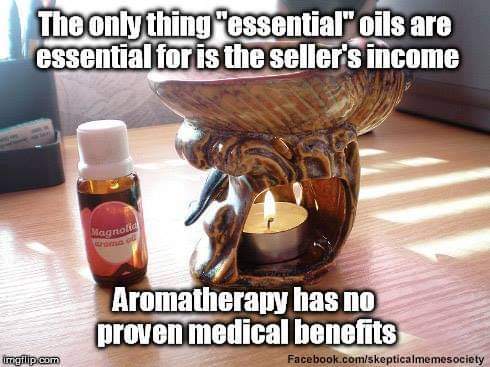 The only thing "essential" oils are
essential for is the seller's income
Magnolia
aroma oil
Aromatherapy has no
proven medical benefits
imgflip.com
Facebook.com/skepticalmemesociety